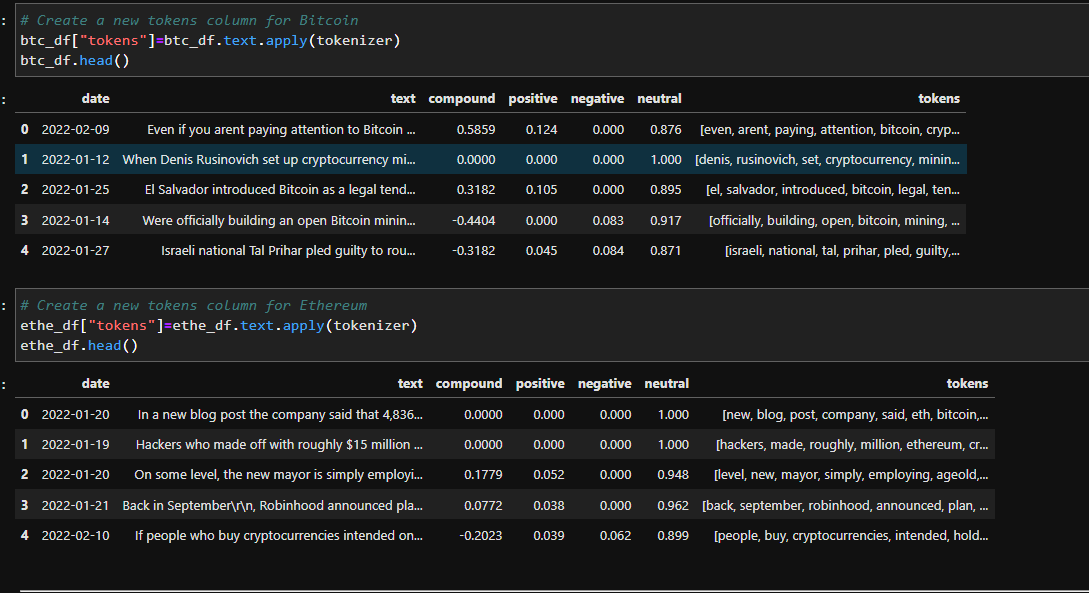 :
# Create a new tokens column for Bitcoin
btc_df["tokens"]=btc_df.text.apply(tokenizer)
btc_df.head()
:
date text compound positive negative neutral tokens
0 2022-02-09 Even if you arent paying attention to Bitcoin ... 0.5859 0.124 0.000 0.876 [even, arent, paying, attention, bitcoin, cryp...
1 2022-01-12 When Denis Rusinovich set up cryptocurrency mi... 0.0000 0.000 0.000 1.000 [denis, rusinovich, set, cryptocurrency, minin...
2 2022-01-25 El Salvador introduced Bitcoin as a legal tend... 0.3182 0.105 0.000 0.895 [el, salvador, introduced, bitcoin, legal, ten...
3 2022-01-14 Were officially building an open Bitcoin minin... -0.4404 0.000 0.083 0.917 [officially, building, open, bitcoin, mining, ...
4 2022-01-27 Israeli national Tal Prihar pled guilty to rou... -0.3182 0.045 0.084 0.871 [israeli, national, tal, prihar, pled, guilty,...
:
# Create a new tokens column for Ethereum
ethe_df["tokens"]=ethe_df.text.apply(tokenizer)
ethe_df.head()
:
date text compound positive negative neutral tokens
0 2022-01-20 In a new blog post the company said that 4,836... 0.0000 0.000 0.000 1.000 [new, blog, post, company, said, eth, bitcoin,...
1 2022-01-19 Hackers who made off with roughly $15 million ... 0.0000 0.000 0.000 1.000 [hackers, made, roughly, million, ethereum, cr...
2 2022-01-20 On some level, the new mayor is simply employi... 0.1779 0.052 0.000 0.948 [level, new, mayor, simply, employing, ageold,...
3 2022-01-21 Back in September\r\n, Robinhood announced pla... 0.0772 0.038 0.000 0.962 [back, september, robinhood, announced, plan, ...
4 2022-02-10 If people who buy cryptocurrencies intended on... -0.2023 0.039 0.062 0.899 [people, buy, cryptocurrencies, intended, hold...